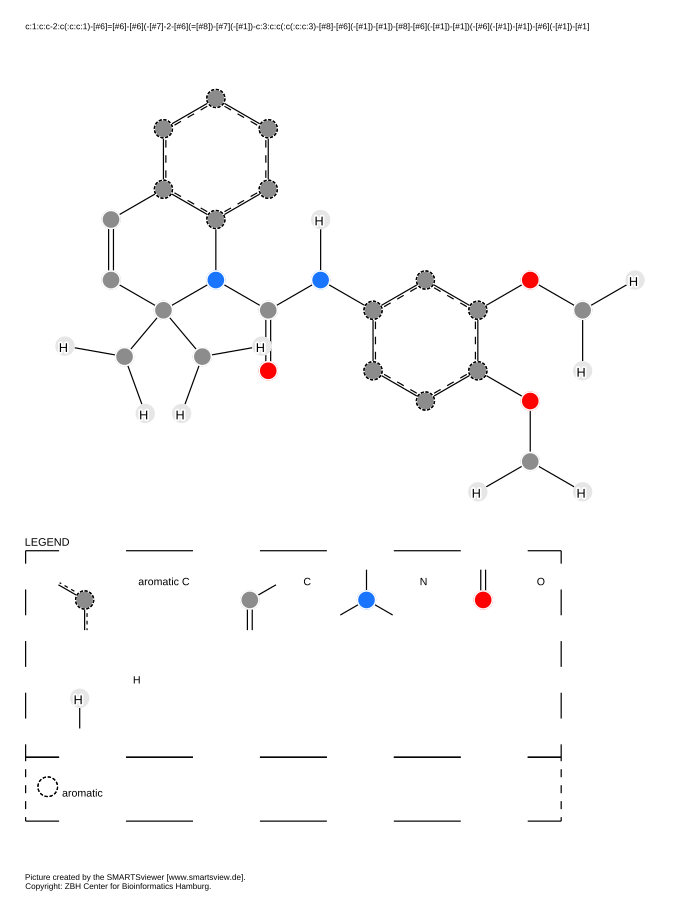 c:1:c:c-2:c(:c:c:1)-[#6]=[#6]-[#6](-[#7]-2-[#6](=[#8])-[#7](-[#1])-c:3:c:c(:c(:c:c:3)-[#8]-[#6](-[#1])-[#1])-[#8]-[#6](-[#1])-[#1])(-[#6](-[#1])-[#1])-[#6](-[#1])-[#1]
H
H
H
H
H
H
H
H
H
H
LEGEND
aromatic C
C
N
O
H
H
aromatic
Picture created by the SMARTSviewer [www.smartsview.de].
Copyright: ZBH Center for Bioinformatics Hamburg.